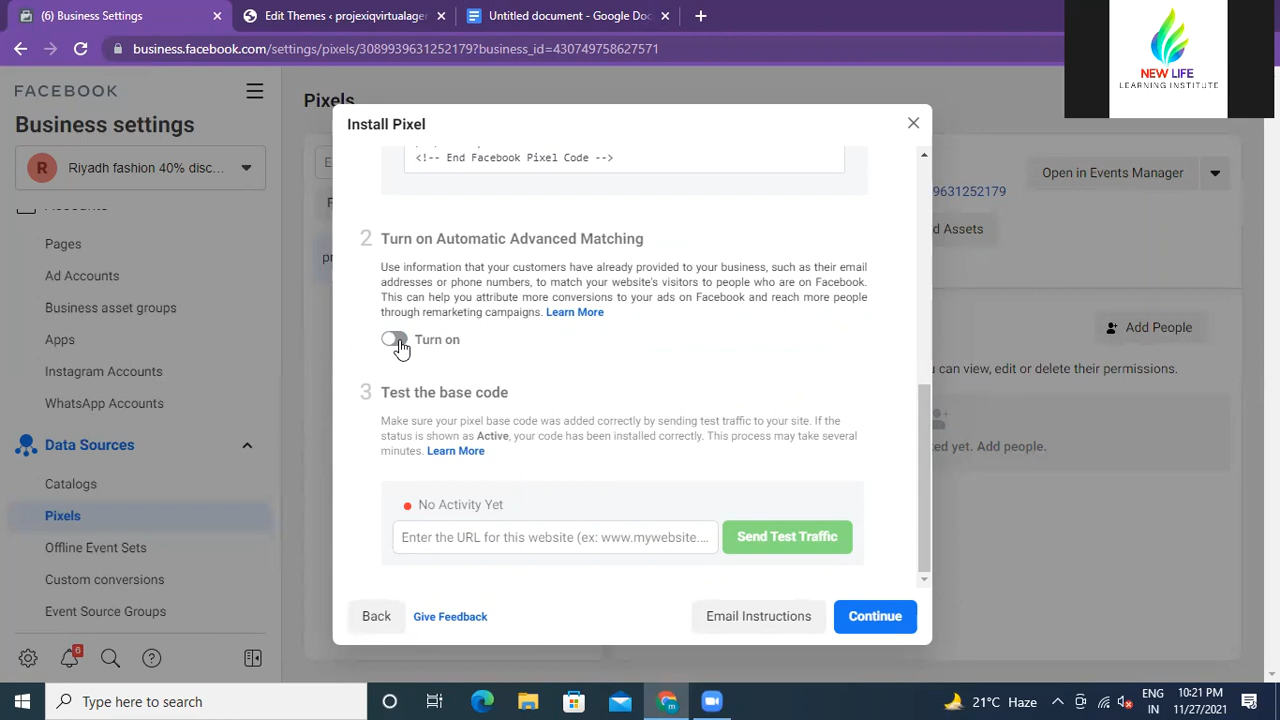 Business Settings
Edit Themes ‹ projexiqvirtualager
Untitled document - Google Doc
business.facebook.com/settings/pixels/3089939631252179?business_id=430749758627571
NEW LIFE
LEARNING INSTITUTE
FACEBOOK
Business settings
R
Riyadh fashion 40% disc...
Pages
Ad Accounts
Business asset groups
Apps
Instagram Accounts
WhatsApp Accounts
Data Sources
Catalogs
Pixels
Offline Event Sets
Custom conversions
Event Source Groups
6
Pixels
Open in Events Manager
9631252179
d Assets
Add People
can view, edit or delete their permissions.
ted yet. Add people.
Install Pixel
<!-- End Facebook Pixel Code -->
2 Turn on Automatic Advanced Matching
Use information that your customers have already provided to your business, such as their email
addresses or phone numbers, to match your website's visitors to people who are on Facebook.
This can help you attribute more conversions to your ads on Facebook and reach more people
through remarketing campaigns. Learn More
Turn on
3 Test the base code
Make sure your pixel base code was added correctly by sending test traffic to your site. If the
status is shown as Active, your code has been installed correctly. This process may take several
minutes. Learn More
No Activity Yet
Enter the URL for this website (ex: www.mywebsite....
Send Test Traffic
Back
Give Feedback
Email Instructions
Continue
Type here to search
21°C Haze
ENG
IN
10:21 PM
11/27/2021